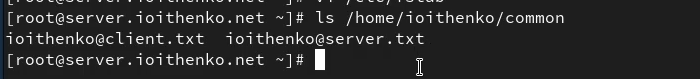 [root@server.ioithenko.net ~]# ls /home/ioithenko/common
ioithenko@client.txt  ioithenko@server.txt
[root@server.ioithenko.net ~]#